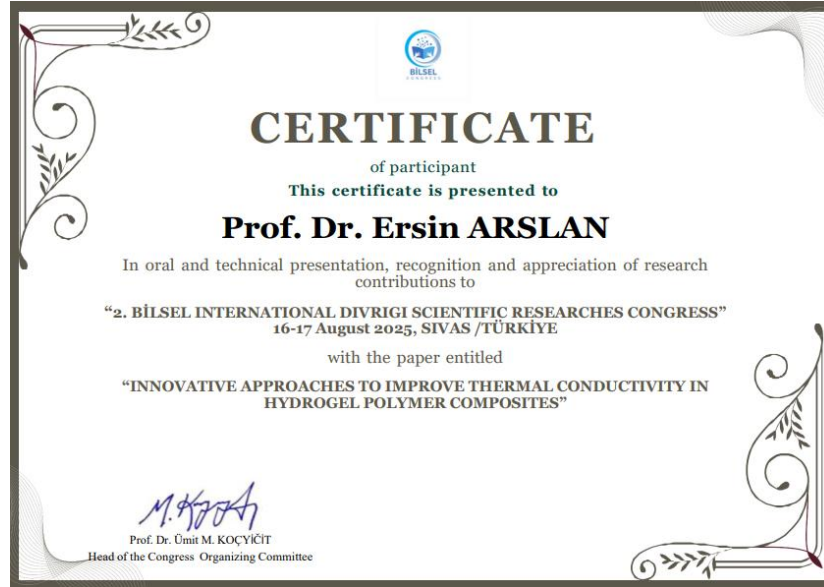 BİLSEL
CONGRESS
CERTIFICATE
of participant
This certificate is presented to
Prof. Dr. Ersin ARSLAN
In oral and technical presentation, recognition and appreciation of research
contributions to
“2. BİLSEL INTERNATIONAL DIVRIGI SCIENTIFIC RESEARCHES CONGRESS”
16-17 August 2025, SIVAS /TÜRKİYE
with the paper entitled
“INNOVATIVE APPROACHES TO IMPROVE THERMAL CONDUCTIVITY IN
HYDROGEL POLYMER COMPOSITES”
Prof. Dr. Ümit M. KOÇYİĞİT
Head of the Congress Organizing Committee